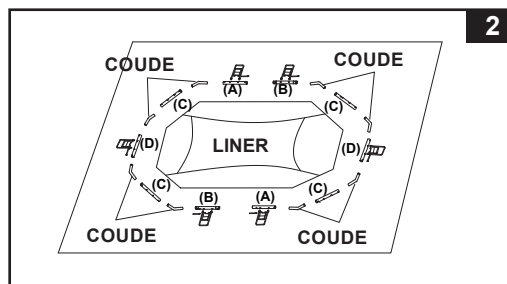 2
COUDE COUDE
(A) (B)
(C) (C)
(D) LINER (D)
(C) (C)
(B) (A)
COUDE COUDE